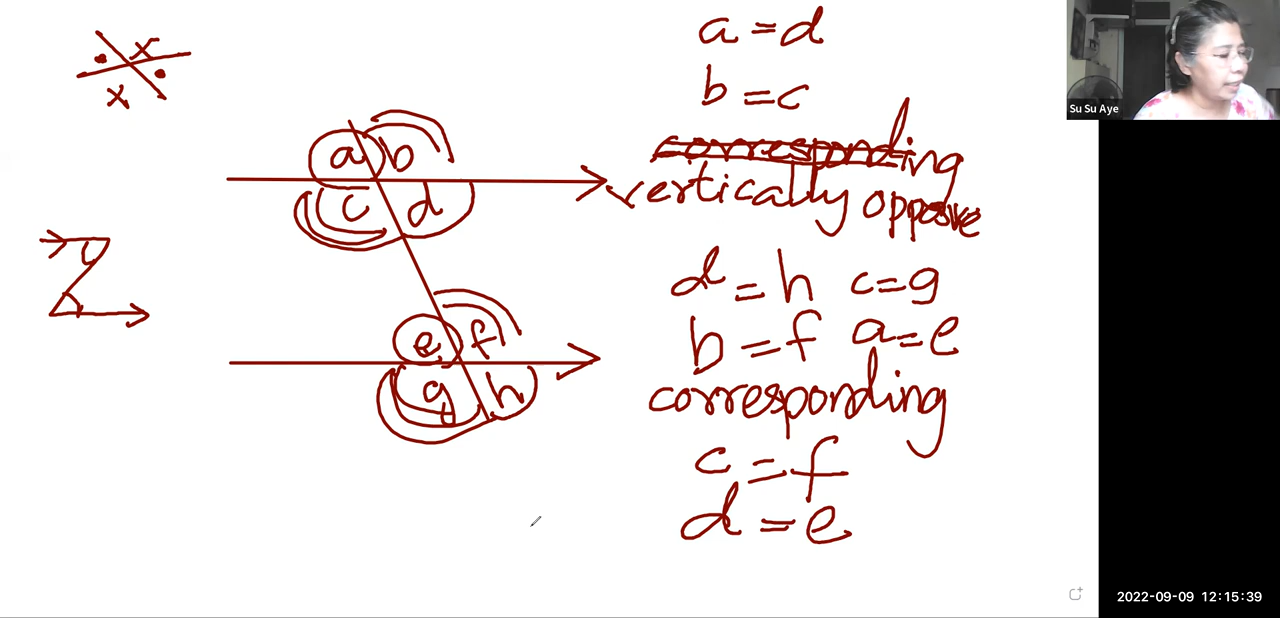 x
x
a b
c d
e f
g h
a = d
b = c
corresponding
vertically opposite
d = h c = g
b = f a = e
corresponding
c = f
d = e
Su Su Aye
2022-09-09 12:15:39